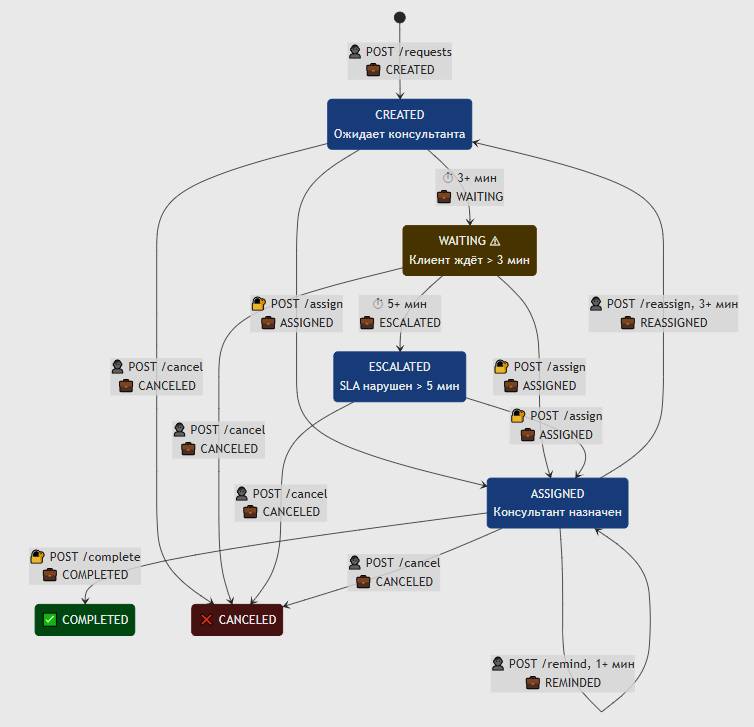 POST /requests
CREATED
CREATED
Ожидает консультанта
3+ мин
WAITING
WAITING ⚠
Клиент ждёт > 3 мин
POST /assign
ASSIGNED
5+ мин
ESCALATED
POST /reassign, 3+ мин
REASSIGNED
ESCALATED
SLA нарушен > 5 мин
POST /cancel
CANCELED
POST /assign
ASSIGNED
POST /assign
ASSIGNED
POST /cancel
CANCELED
POST /cancel
CANCELED
ASSIGNED
Консультант назначен
POST /complete
COMPLETED
POST /cancel
CANCELED
✅ COMPLETED
❌ CANCELED
POST /remind, 1+ мин
REMINDED